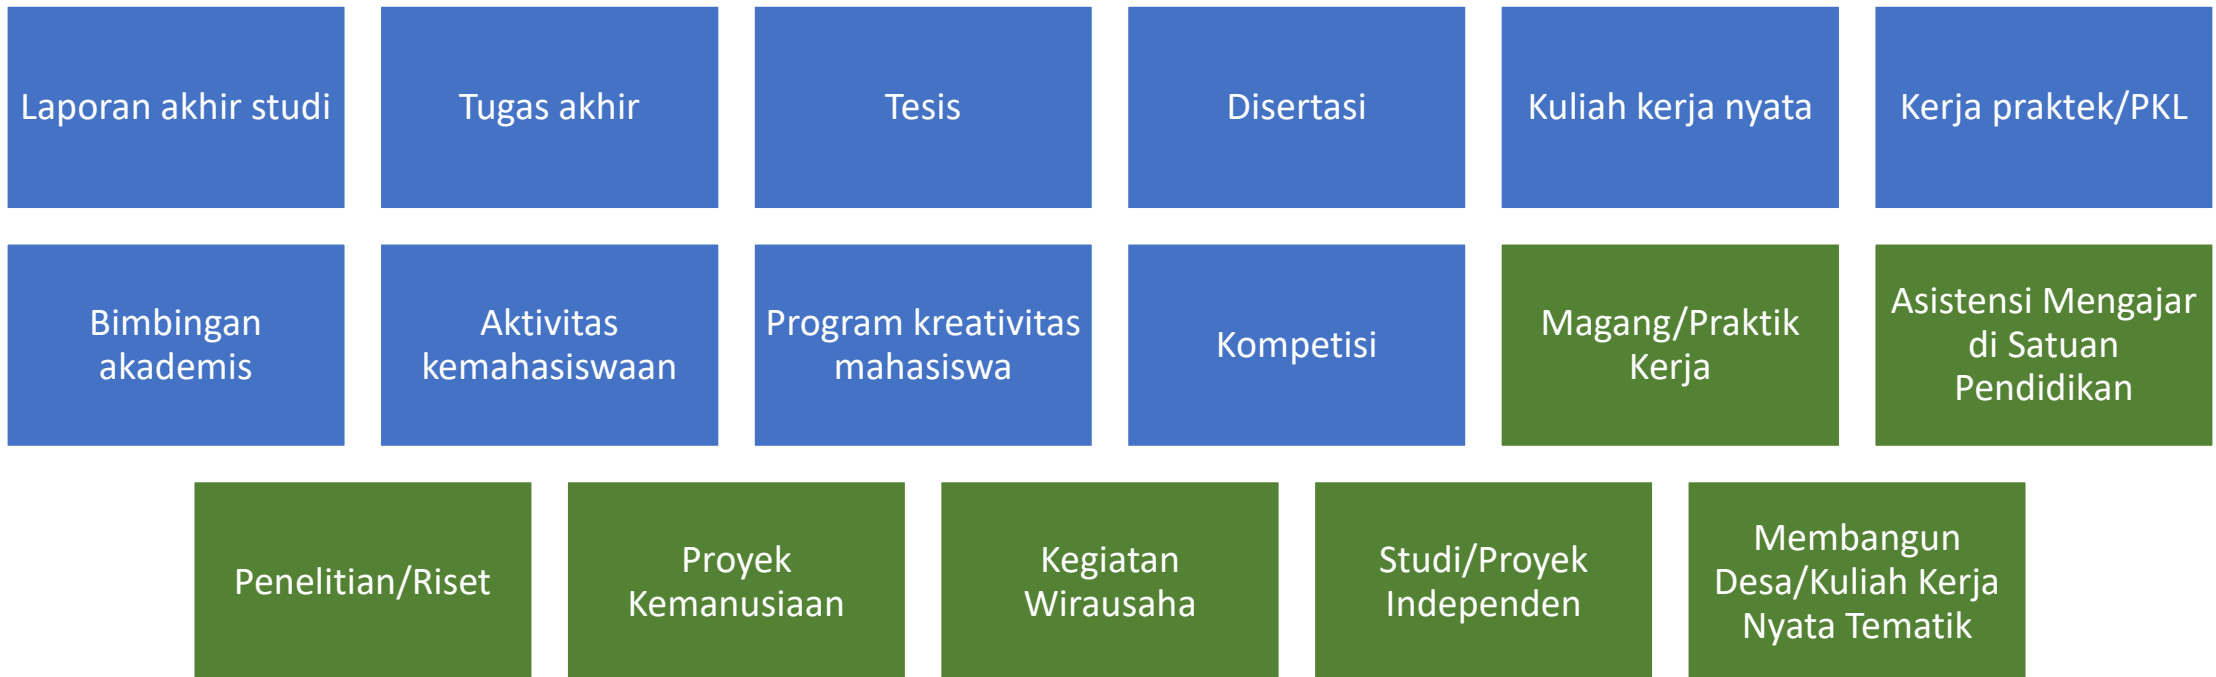 Laporan akhir studi
Tugas akhir
Tesis
Disertasi
Kuliah kerja nyata
Kerja praktek/PKL
Bimbingan
akademis
Aktivitas
kemahasiswaan
Program kreativitas
mahasiswa
Kompetisi
Magang/Praktik
Kerja
Asistensi Mengajar
di Satuan
Pendidikan
Penelitian/Riset
Proyek
Kemanusiaan
Kegiatan
Wirausaha
Studi/Proyek
Independen
Membangun
Desa/Kuliah Kerja
Nyata Tematik